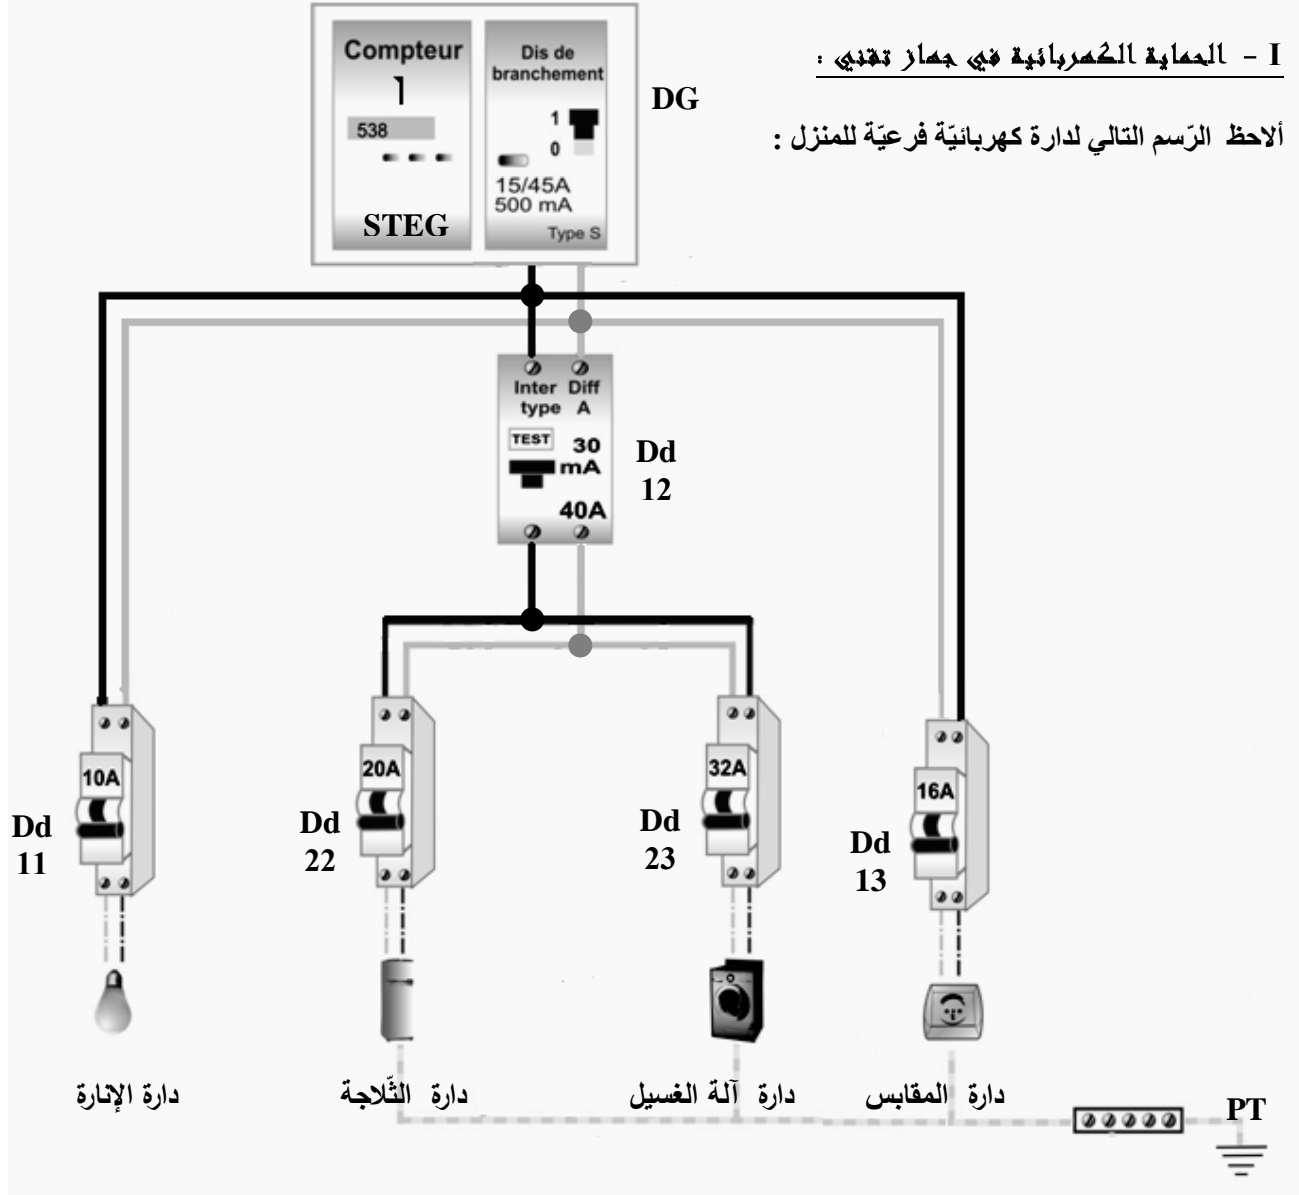 I - الحماية الكهربائية في جهاز تقني :
ألاحظ الرّسم التالي لدارة كهربائيّة فرعيّة للمنزل :
Compteur
538
STEG
Dis de
branchement
1
0
15/45A
500 mA
Type S
DG
Inter Diff
type A
TEST
30
mA
40A
Dd
12
10A
Dd
11
20A
Dd
22
32A
Dd
23
16A
Dd
13
دارة الإنارة
دارة الثّلاجة
دارة آلة الغسيل
دارة المقابس
PT